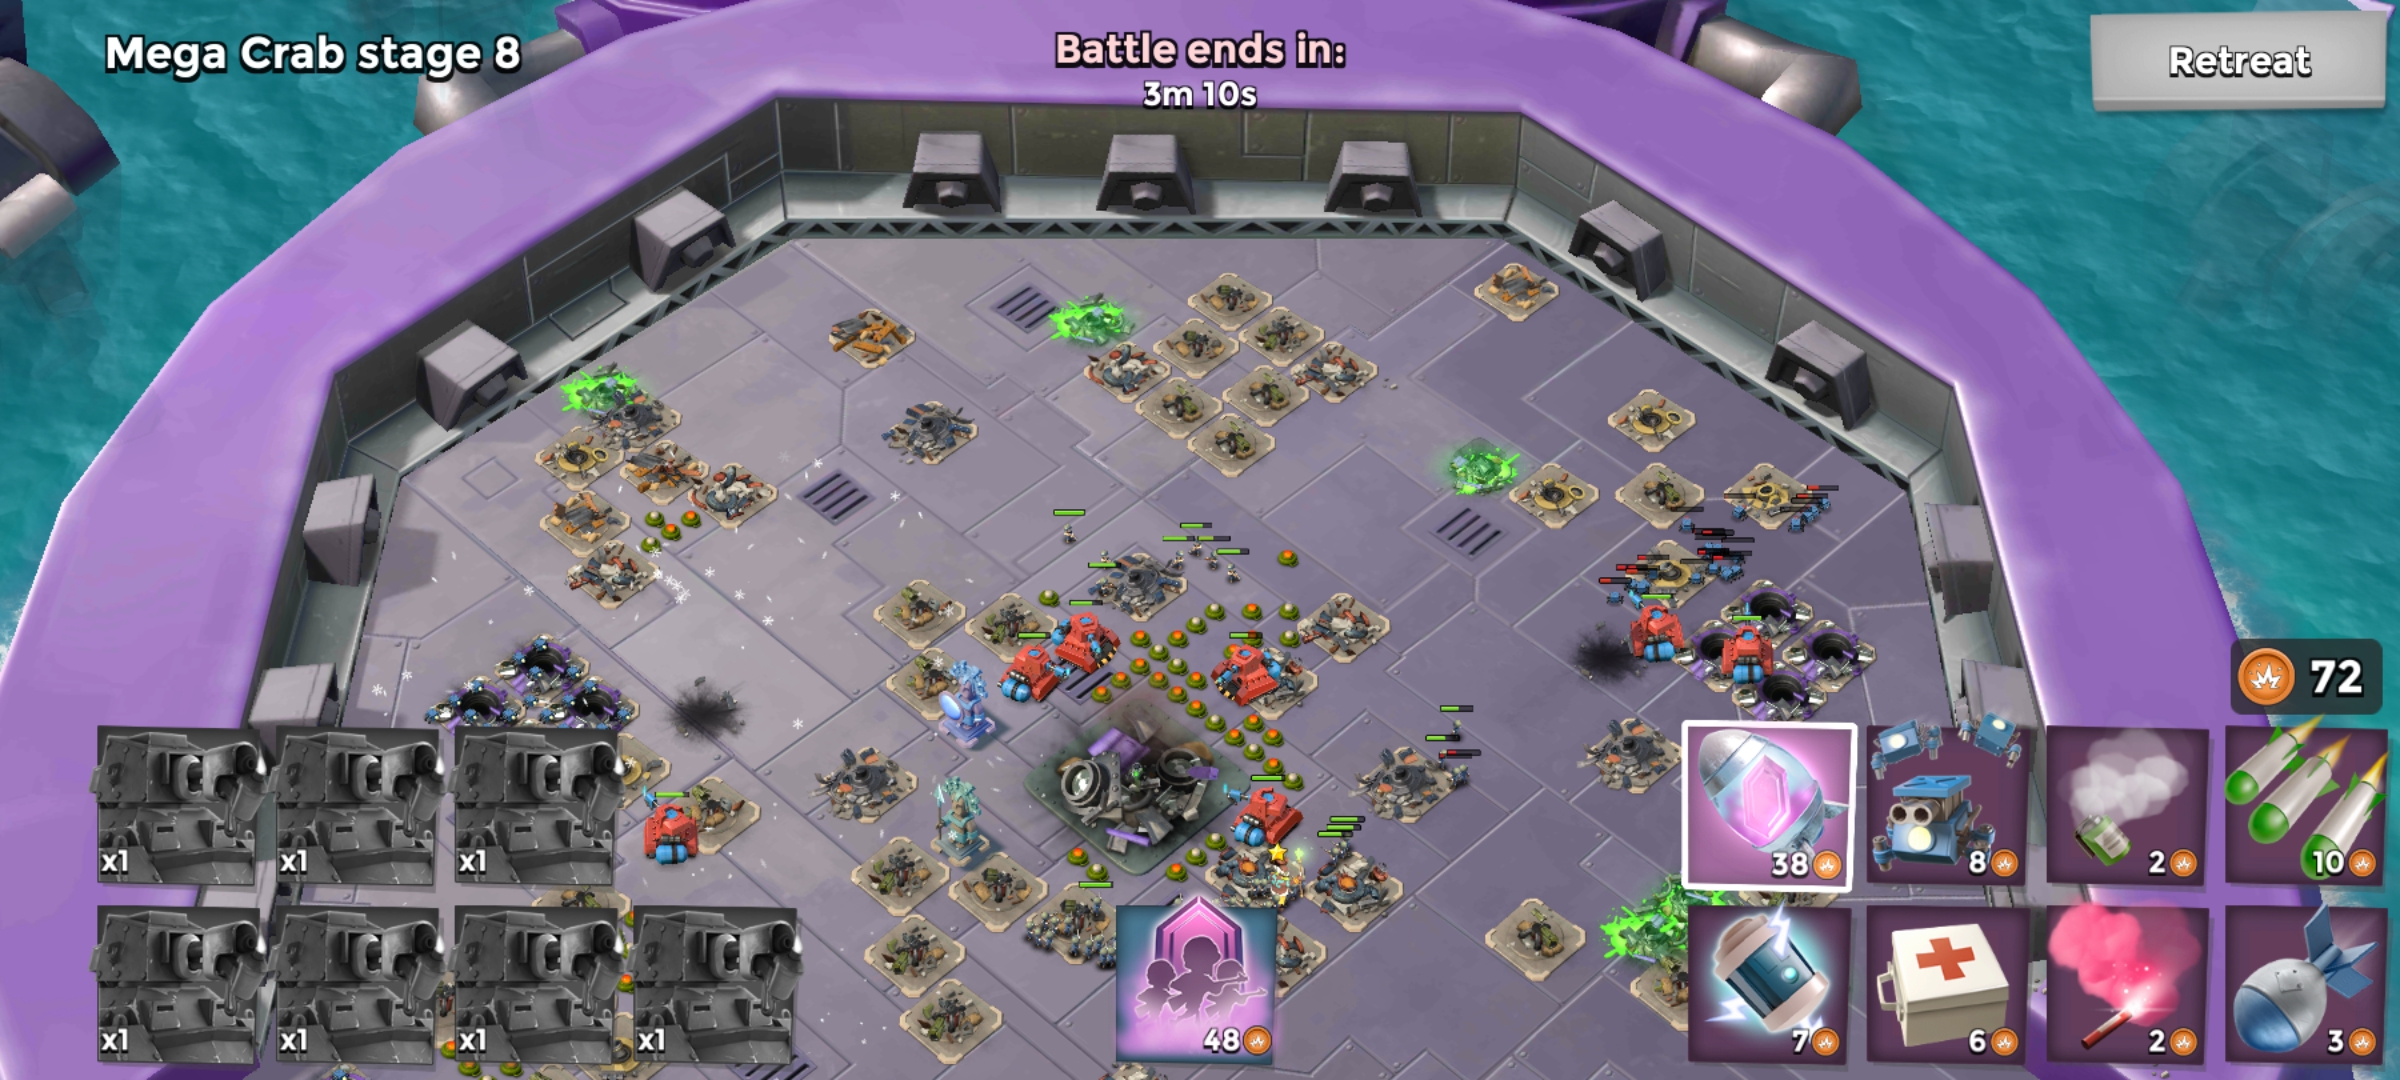 Mega Crab stage 8
Battle ends in:
3m 10s
Retreat
72
x1
x1
x1
38
8
2
10
x1
x1
x1
x1
48
7
6
2
3